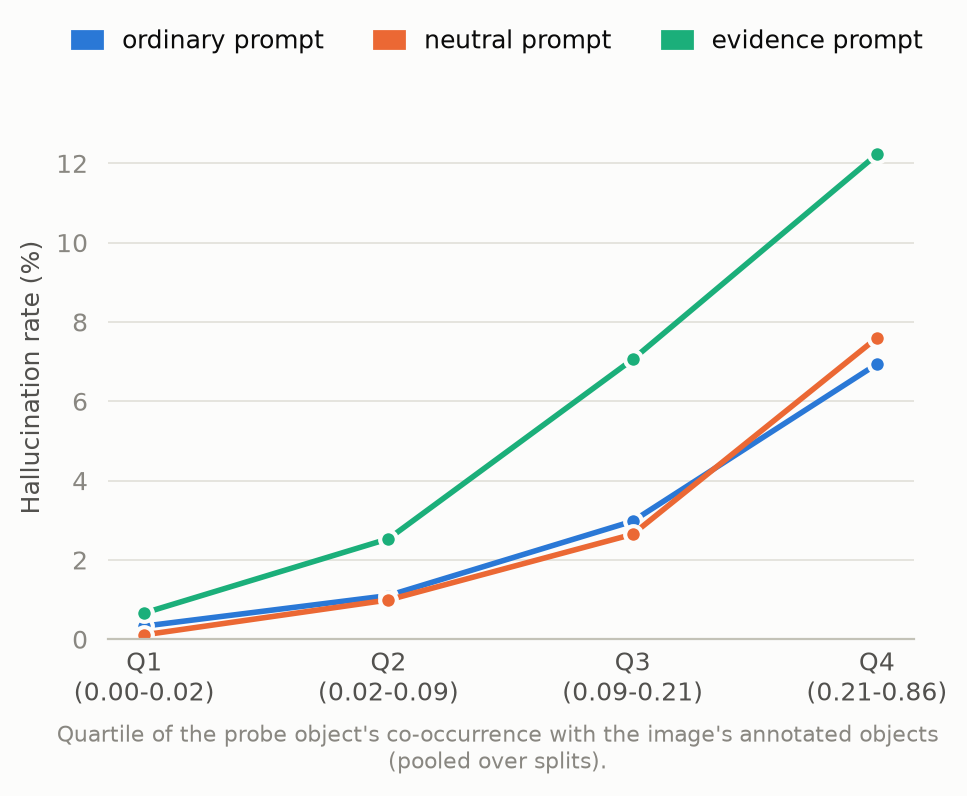 ordinary prompt neutral prompt evidence prompt
12
10
8
6
4
2
0
Hallucination rate (%)
Q1 Q2 Q3 Q4
(0.00-0.02) (0.02-0.09) (0.09-0.21) (0.21-0.86)
Quartile of the probe object's co-occurrence with the image's annotated objects
(pooled over splits).